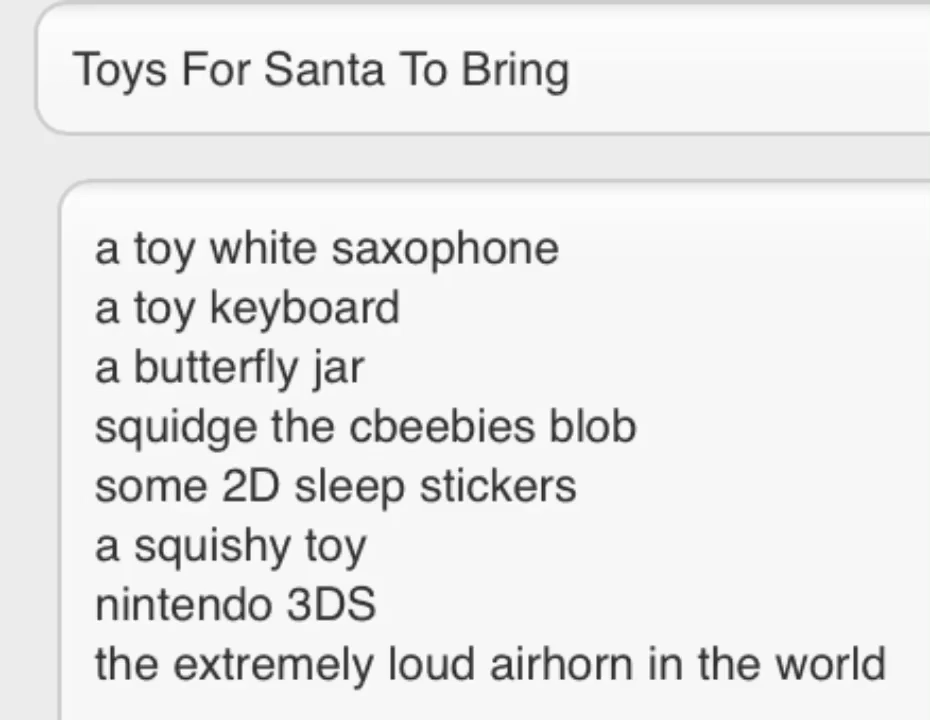 Toys For Santa To Bring
a toy white saxophone
a toy keyboard
a butterfly jar
squidge the cbeebies blob
some 2D sleep stickers
a squishy toy
nintendo 3DS
the extremely loud airhorn in the world